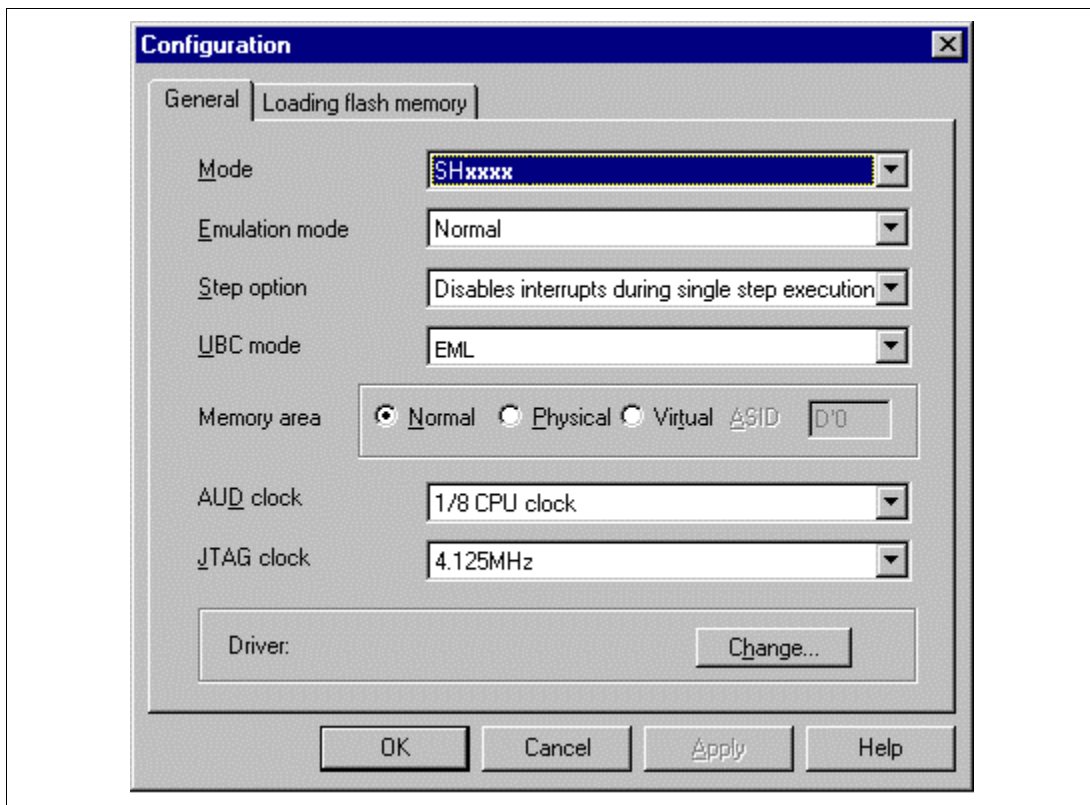 Configuration
General Loading flash memory
Mode SHxxxx
Emulation mode Normal
Step option Disables interrupts during single step execution
UBC mode EML
Memory area Normal Physical Virtual ASID D'0
AUD clock 1/8 CPU clock
JTAG clock 4.125MHz
Driver: Change...
OK Cancel Apply Help